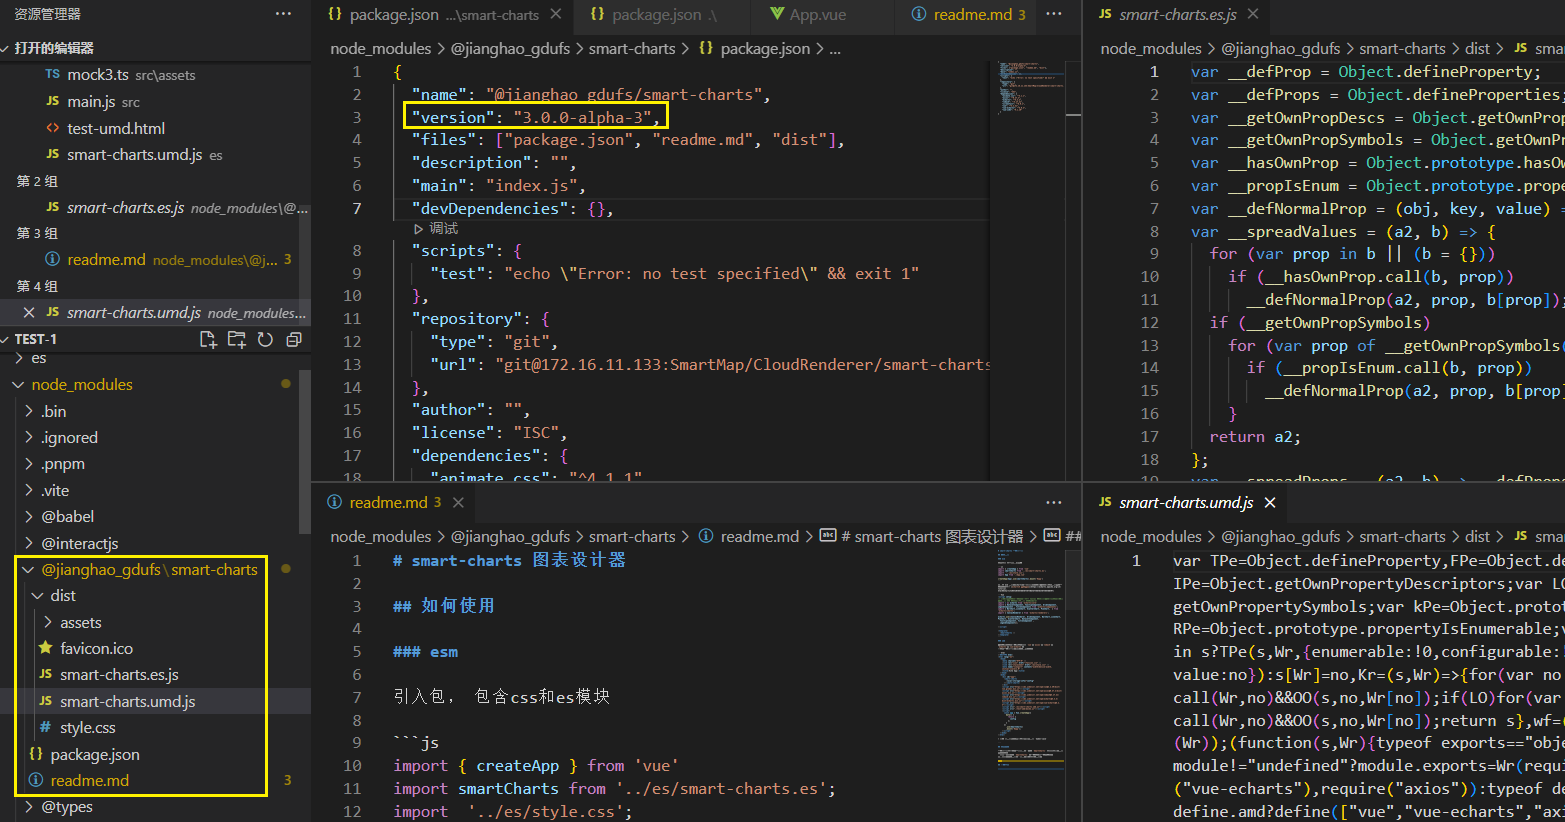 资源管理器
打开的编辑器
TS mock3.ts src\assets
JS main.js src
<> test-umd.html
JS smart-charts.umd.js es
第 2 组
JS smart-charts.es.js node_modules\@...
第 3 组
readme.md node_modules\@j... 3
第 4 组
JS smart-charts.umd.js node_modules...
TEST-1
es
node_modules
.bin
.ignored
.pnpm
.vite
@babel
@interactjs
@jianghao_gdufs\smart-charts
dist
assets
favicon.ico
JS smart-charts.es.js
JS smart-charts.umd.js
# style.css
{} package.json
readme.md 3
@types
{} package.json ...\smart-charts
{} package.json .\
App.vue
readme.md 3 ...
node_modules > @jianghao_gdufs > smart-charts > {} package.json > ...
1 {
2 "name": "@jianghao_gdufs/smart-charts",
3 "version": "3.0.0-alpha-3",
4 "files": ["package.json", "readme.md", "dist"],
5 "description": "",
6 "main": "index.js",
7 "devDependencies": {},
调试
8 "scripts": {
9 "test": "echo \"Error: no test specified\" && exit 1"
10 },
11 "repository": {
12 "type": "git",
13 "url": "git@172.16.11.133:SmartMap/CloudRenderer/smart-charts
14 },
15 "author": "",
16 "license": "ISC",
17 "dependencies": {
18 "animate.css": "^4.1.1"
JS smart-charts.es.js
node_modules > @jianghao_gdufs > smart-charts > dist > JS smar
1 var __defProp = Object.defineProperty;
2 var __defProps = Object.defineProperties;
3 var __getOwnPropDescs = Object.getOwnProp
4 var __getOwnPropSymbols = Object.getOwnPr
5 var __hasOwnProp = Object.prototype.hasOw
6 var __propIsEnum = Object.prototype.prope
7 var __defNormalProp = (obj, key, value) =
8 var __spreadValues = (a2, b) => {
9 for (var prop in b || (b = {}))
10 if (__hasOwnProp.call(b, prop))
11 __defNormalProp(a2, prop, b[prop]);
12 if (__getOwnPropSymbols)
13 for (var prop of __getOwnPropSymbols(
14 if (__propIsEnum.call(b, prop))
15 __defNormalProp(a2, prop, b[prop]
16 }
17 return a2;
18 };
19 var __spreadProps = (a2, b) => __defProps
readme.md 3
node_modules > @jianghao_gdufs > smart-charts > readme.md > # smart-charts 图表设计器 > ##
1 # smart-charts 图表设计器
2
3 ## 如何使用
4
5 ### esm
6
7 引入包， 包含css和es模块
8
9 ```js
10 import { createApp } from 'vue'
11 import smartCharts from '../es/smart-charts.es';
12 import '../es/style.css';
JS smart-charts.umd.js
node_modules > @jianghao_gdufs > smart-charts > dist > JS smar
1 var TPe=Object.defineProperty,FPe=Object.de
IPe=Object.getOwnPropertyDescriptors;var LO
getOwnPropertySymbols;var kPe=Object.protot
RPe=Object.prototype.propertyIsEnumerable;v
in s?TPe(s,Wr,{enumerable:!0,configurable:!
value:no}):s[Wr]=no,Kr=(s,Wr)=>{for(var no
call(Wr,no)&&OO(s,no,Wr[no]);if(LO)for(var
call(Wr,no)&&OO(s,no,Wr[no]);return s},wf=(
(Wr));(function(s,Wr){typeof exports=="obje
module!="undefined"?module.exports=Wr(requi
("vue-echarts"),require("axios")):typeof de
define.amd?define(["vue","vue-echarts","axi